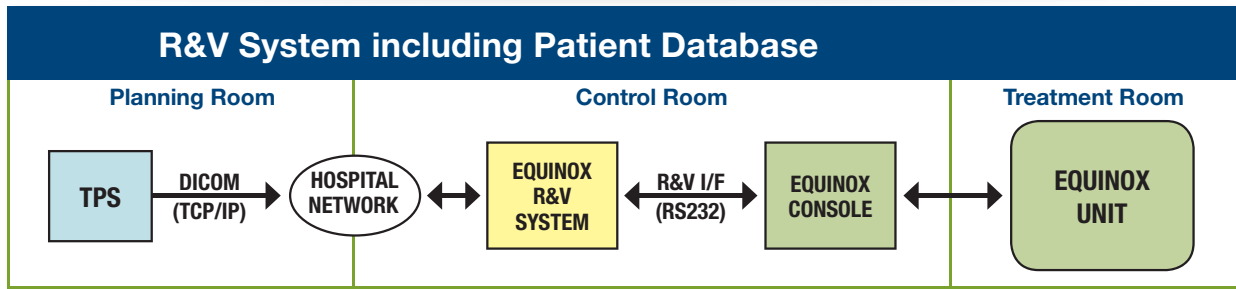 R&V System including Patient Database
Planning Room
Control Room
Treatment Room
TPS
DICOM
(TCP/IP)
HOSPITAL
NETWORK
EQUINOX
R&V
SYSTEM
R&V I/F
(RS232)
EQUINOX
CONSOLE
EQUINOX
UNIT